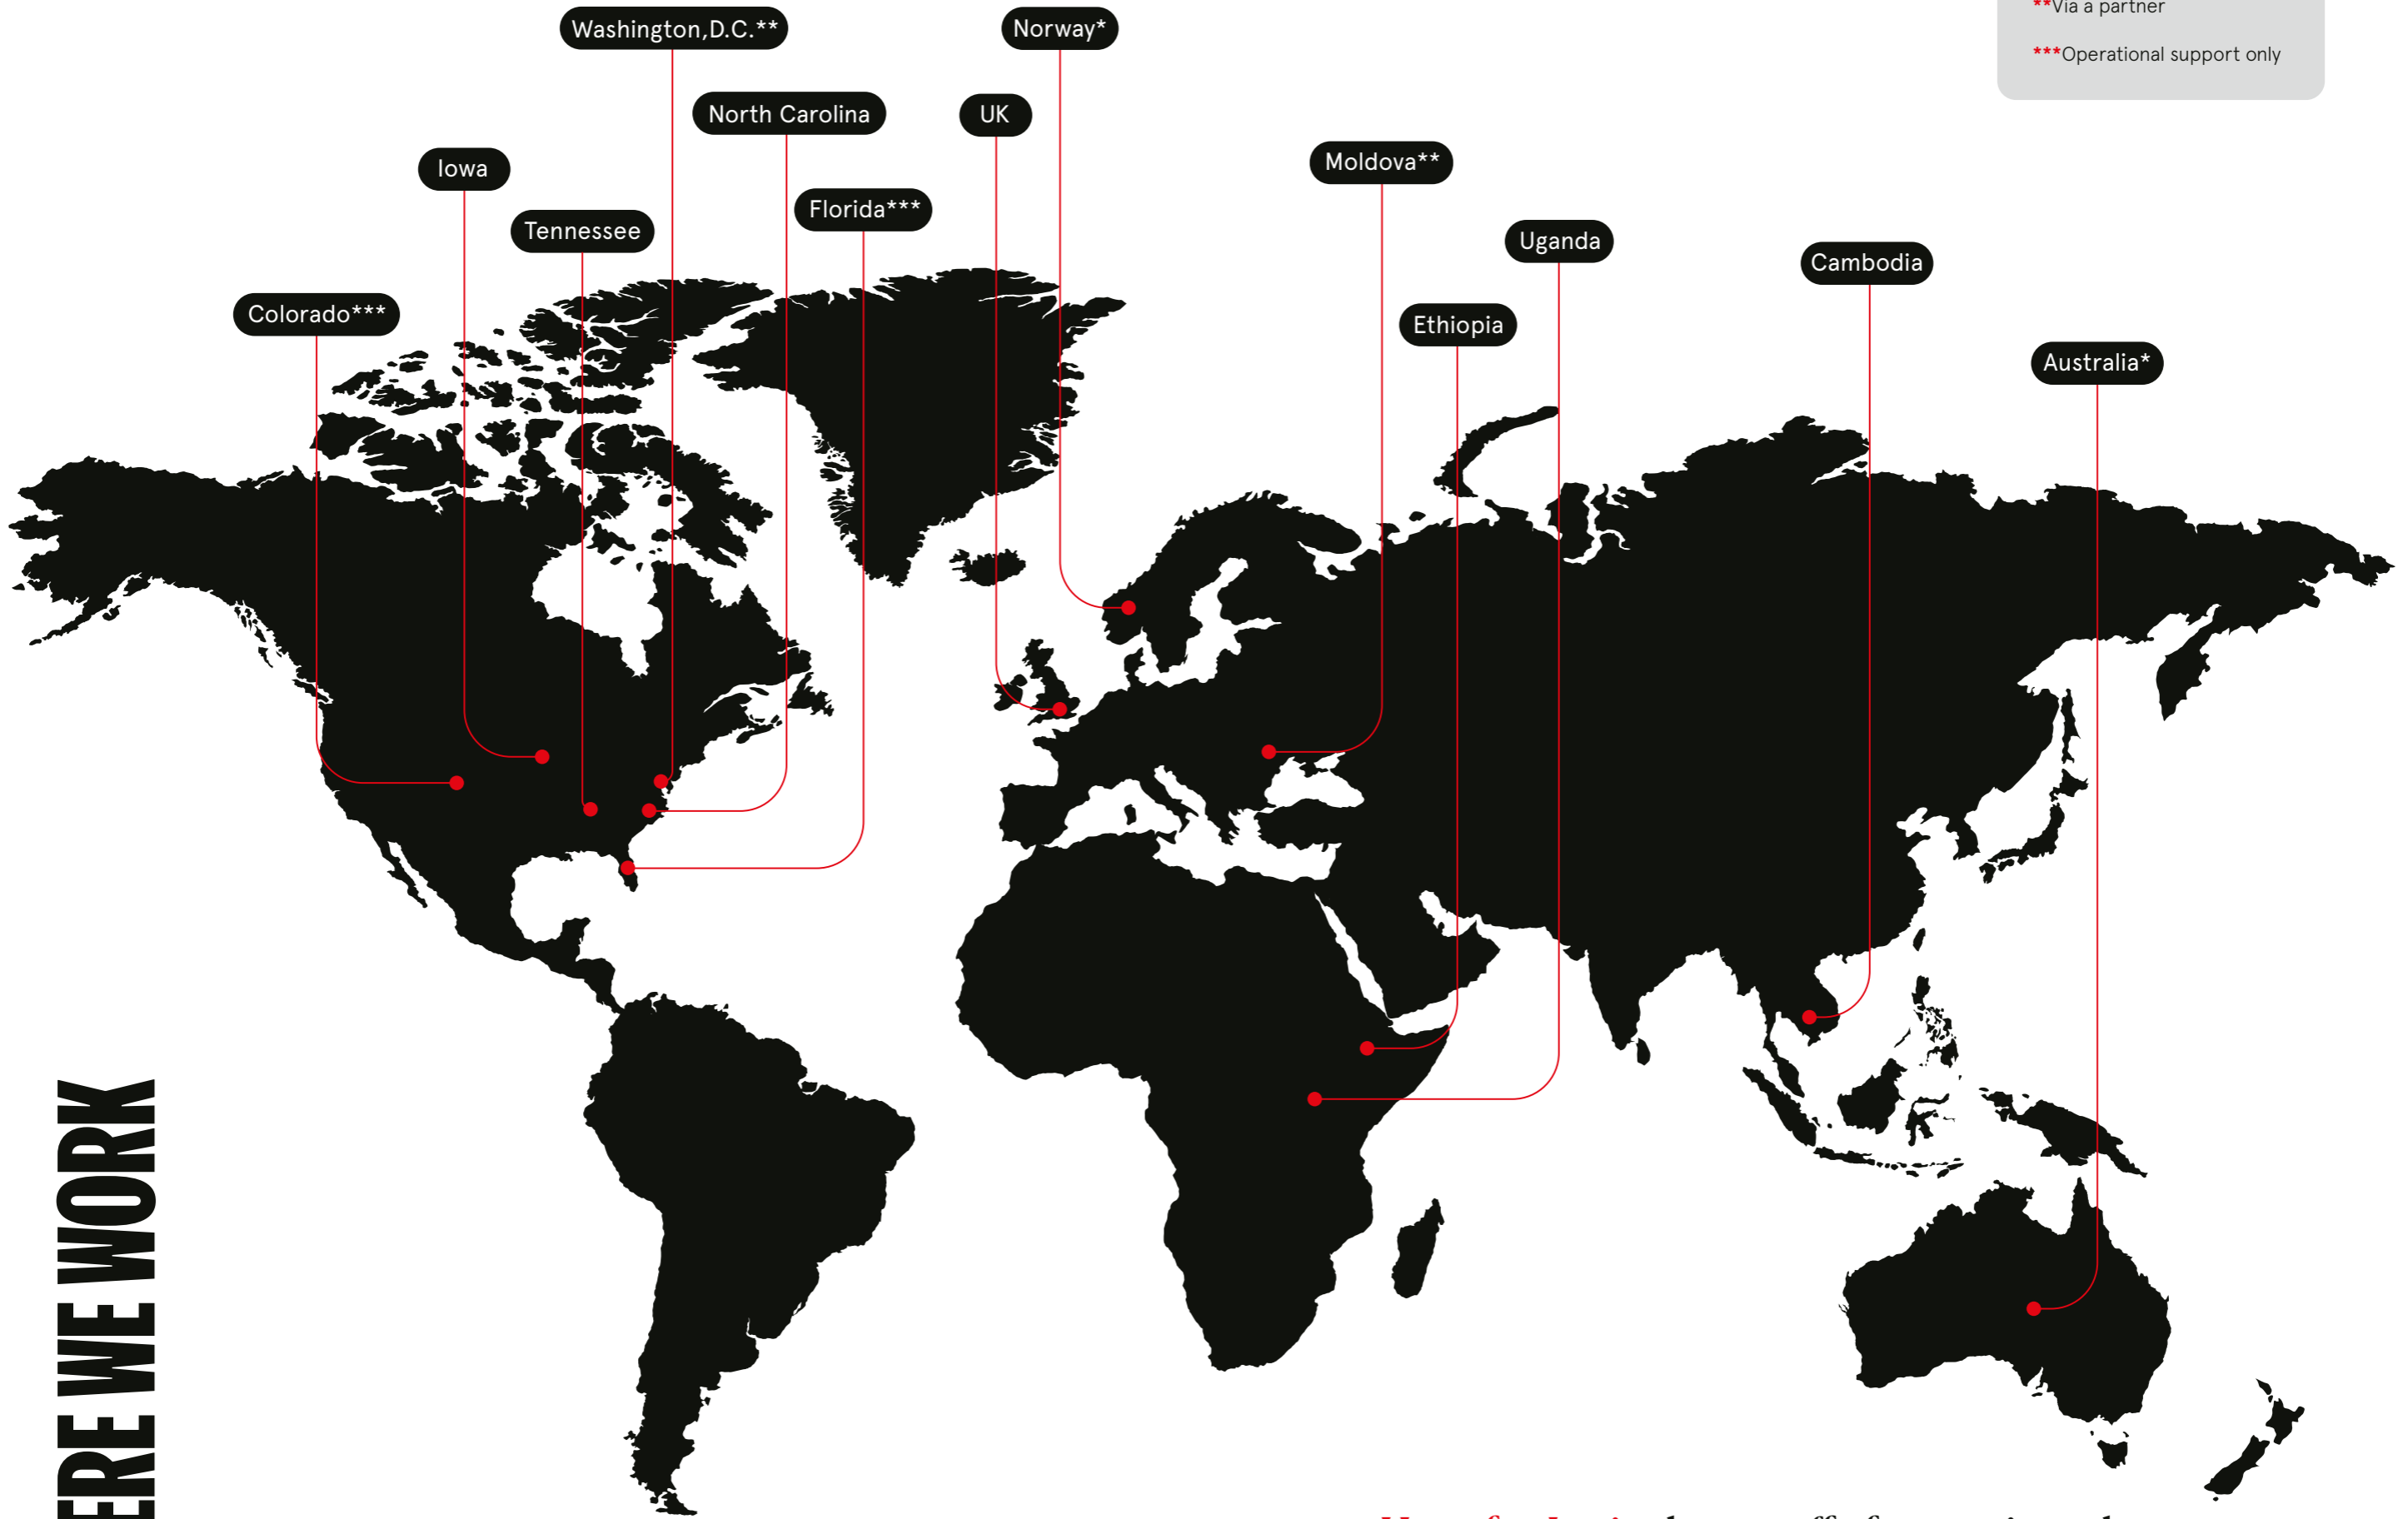 **Via a partner
***Operational support only
Washington,D.C.**
Norway*
North Carolina
UK
Iowa
Moldova**
Florida***
Tennessee
Uganda
Cambodia
Colorado***
Ethiopia
Australia*
ERE WE WORK